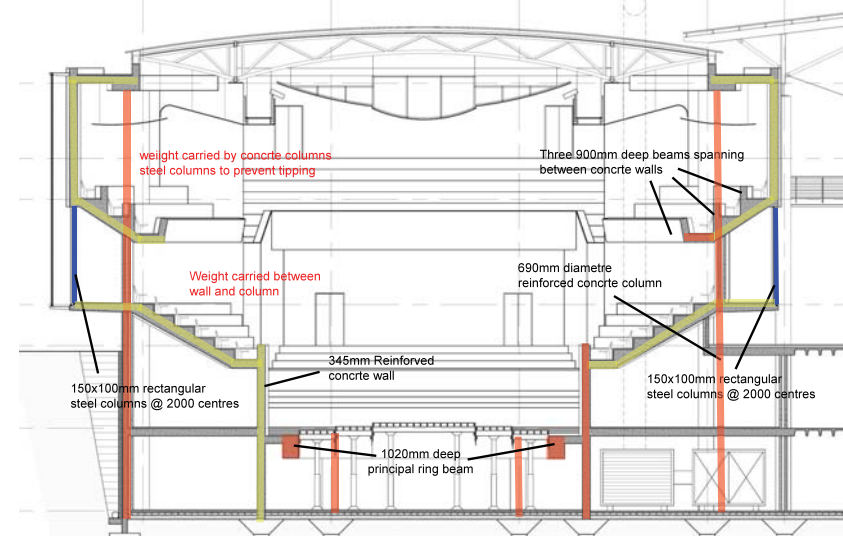 weight carried by concrte columns
steel columns to prevent tipping
Three 900mm deep beams spanning
between concrte walls
Weight carried between
wall and column
690mm diametre
reinforced concrte column
345mm Reinforved
concrte wall
150x100mm rectangular
steel columns @ 2000 centres
150x100mm rectangular
steel columns @ 2000 centres
1020mm deep
principal ring beam